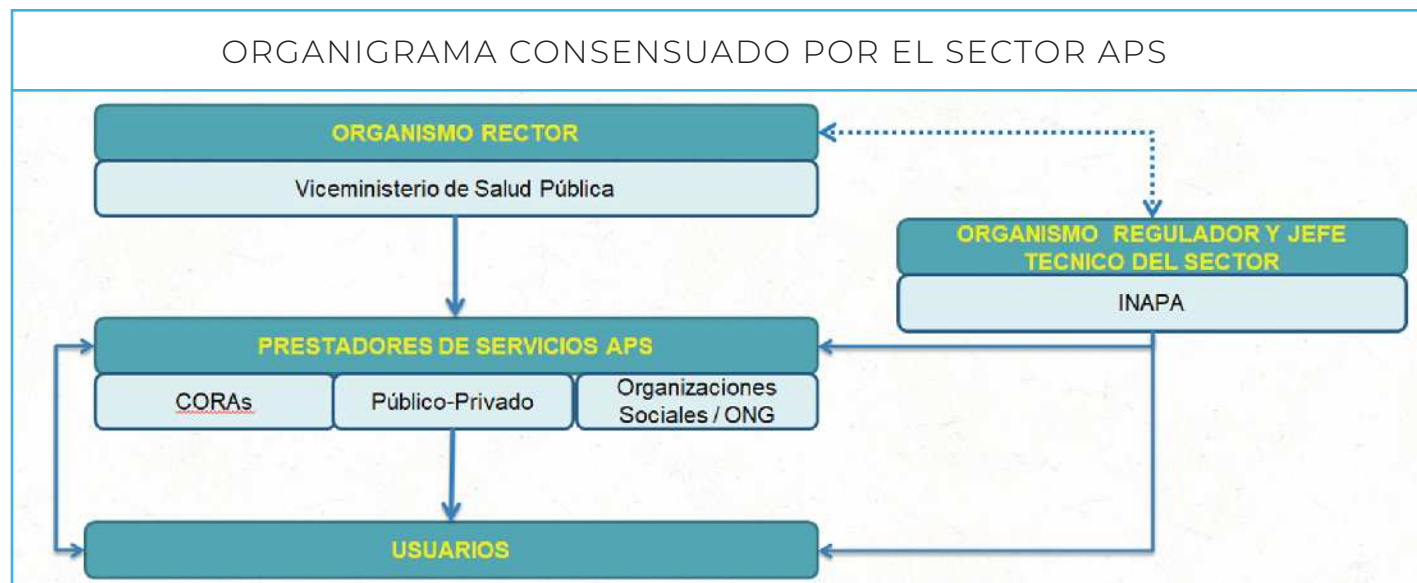 ORGANIGRAMA CONSENSUADO POR EL SECTOR APS
ORGANISMO RECTOR
Viceministerio de Salud Pública
ORGANISMO REGULADOR Y JEFE
TECNICO DEL SECTOR
INAPA
PRESTADORES DE SERVICIOS APS
CORAs
Público-Privado
Organizaciones
Sociales / ONG
USUARIOS